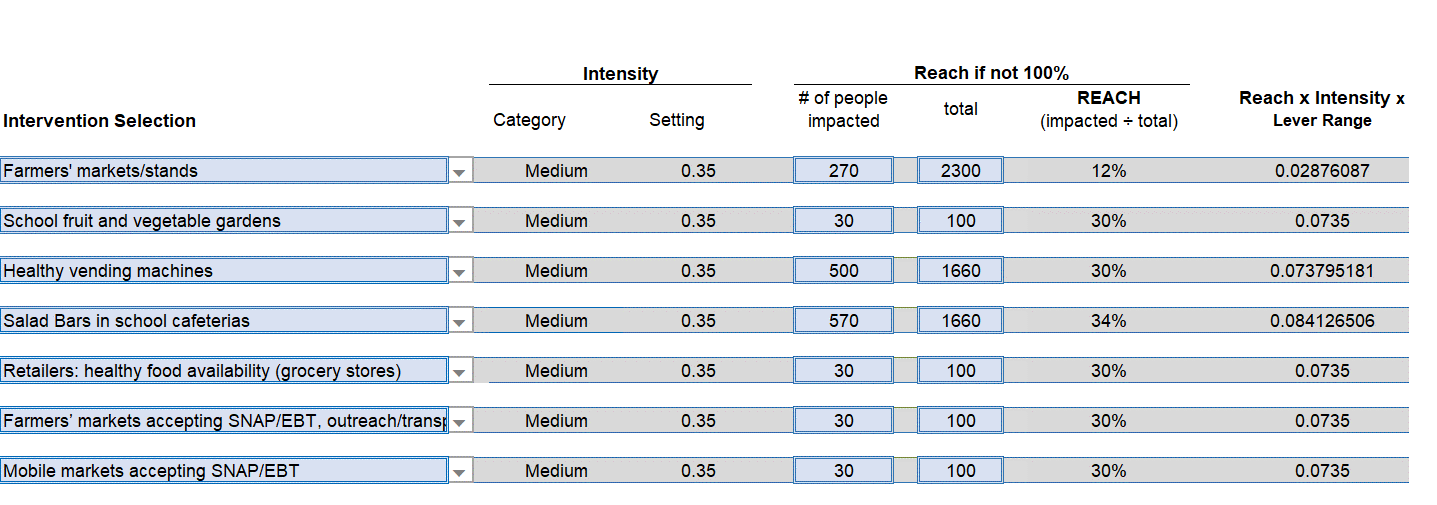 Intensity Reach if not 100%
# of people total REACH Reach x Intensity x
Intervention Selection Category Setting impacted (impacted ÷ total) Lever Range
Farmers' markets/stands Medium 0.35 270 2300 12% 0.02876087
School fruit and vegetable gardens Medium 0.35 30 100 30% 0.0735
Healthy vending machines Medium 0.35 500 1660 30% 0.073795181
Salad Bars in school cafeterias Medium 0.35 570 1660 34% 0.084126506
Retailers: healthy food availability (grocery stores) Medium 0.35 30 100 30% 0.0735
Farmers’ markets accepting SNAP/EBT, outreach/transp Medium 0.35 30 100 30% 0.0735
Mobile markets accepting SNAP/EBT Medium 0.35 30 100 30% 0.0735